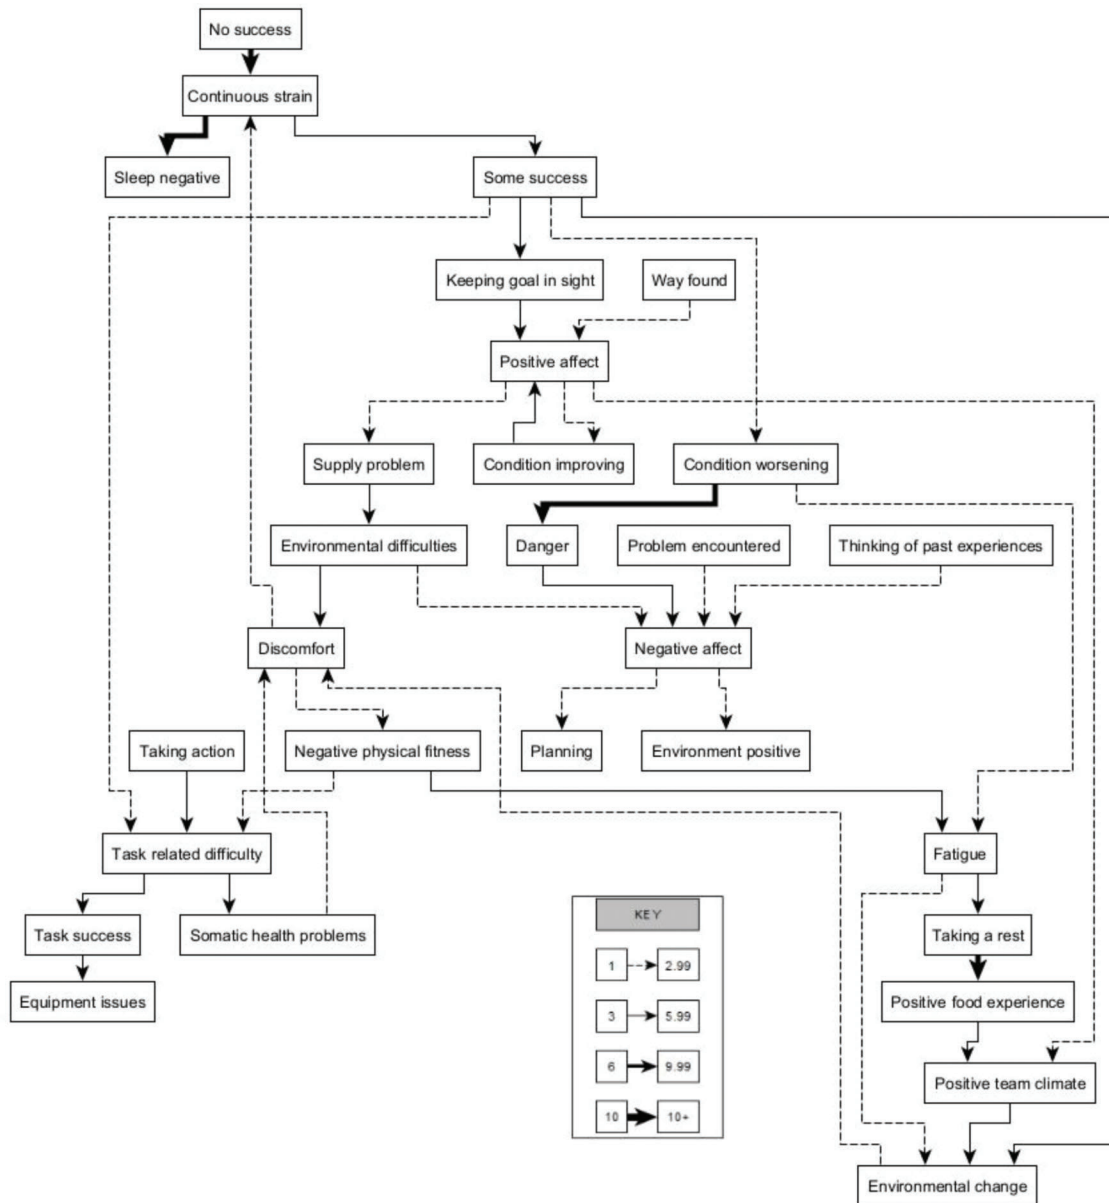 No success
Continuous strain
Sleep negative
Some success
Keeping goal in sight
Way found
Positive affect
Supply problem
Condition improving
Condition worsening
Environmental difficulties
Danger
Problem encountered
Thinking of past experiences
Discomfort
Negative affect
Taking action
Negative physical fitness
Planning
Environment positive
Task related difficulty
Fatigue
Task success
Somatic health problems
Taking a rest
Equipment issues
Positive food experience
Positive team climate
Environmental change
KEY
1
2.99
3
5.99
6
9.99
10
10+